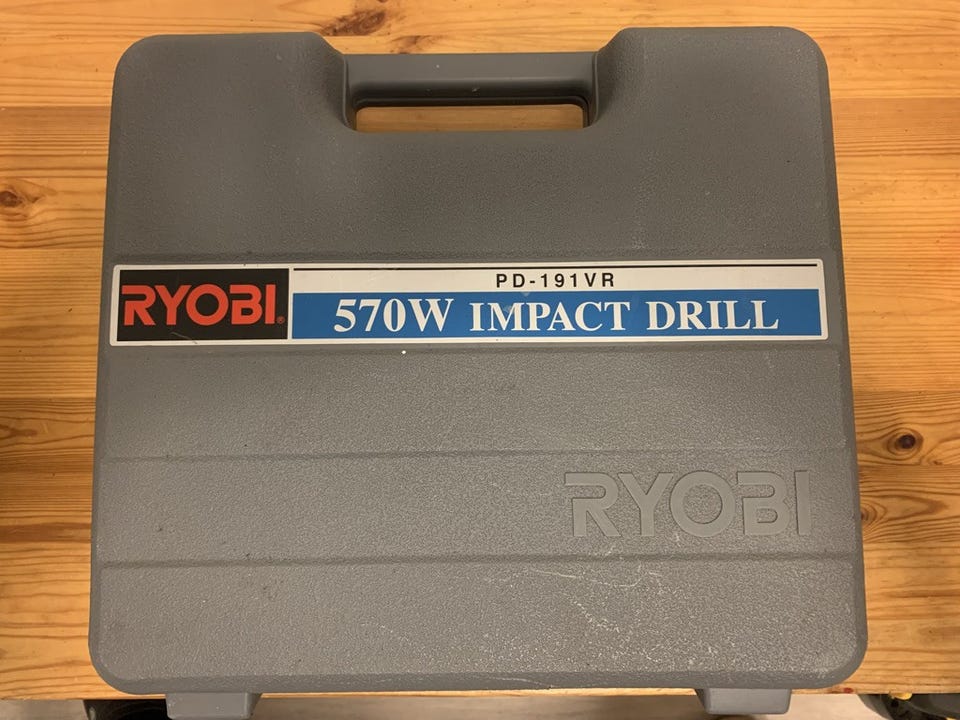 PD-191VR
RYOBI® 570W IMPACT DRILL
RYOBI